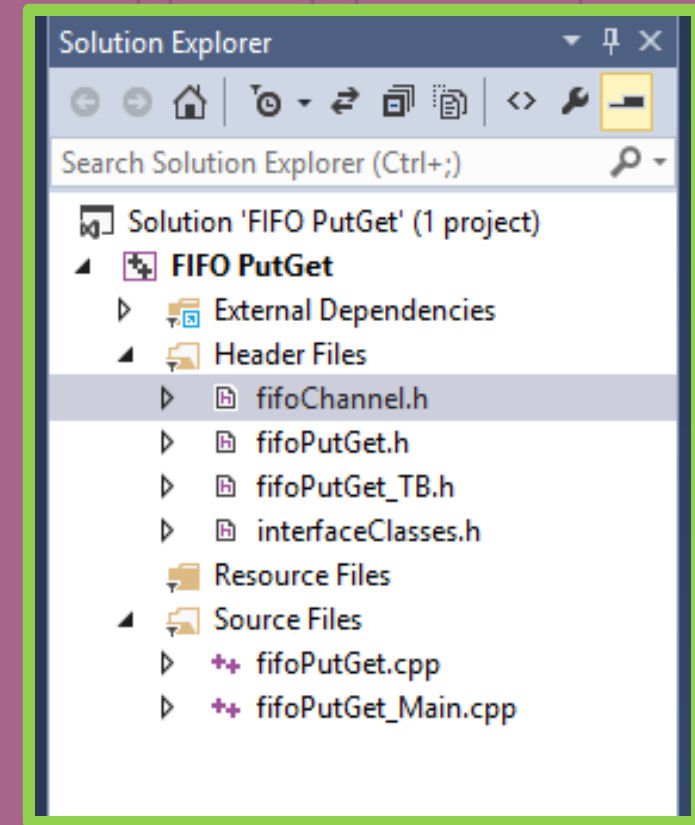 Solution Explorer
Search Solution Explorer (Ctrl+;)
Solution 'FIFO PutGet' (1 project)
FIFO PutGet
External Dependencies
Header Files
fifoChannel.h
fifoPutGet.h
fifoPutGet_TB.h
interfaceClasses.h
Resource Files
Source Files
fifoPutGet.cpp
fifoPutGet_Main.cpp